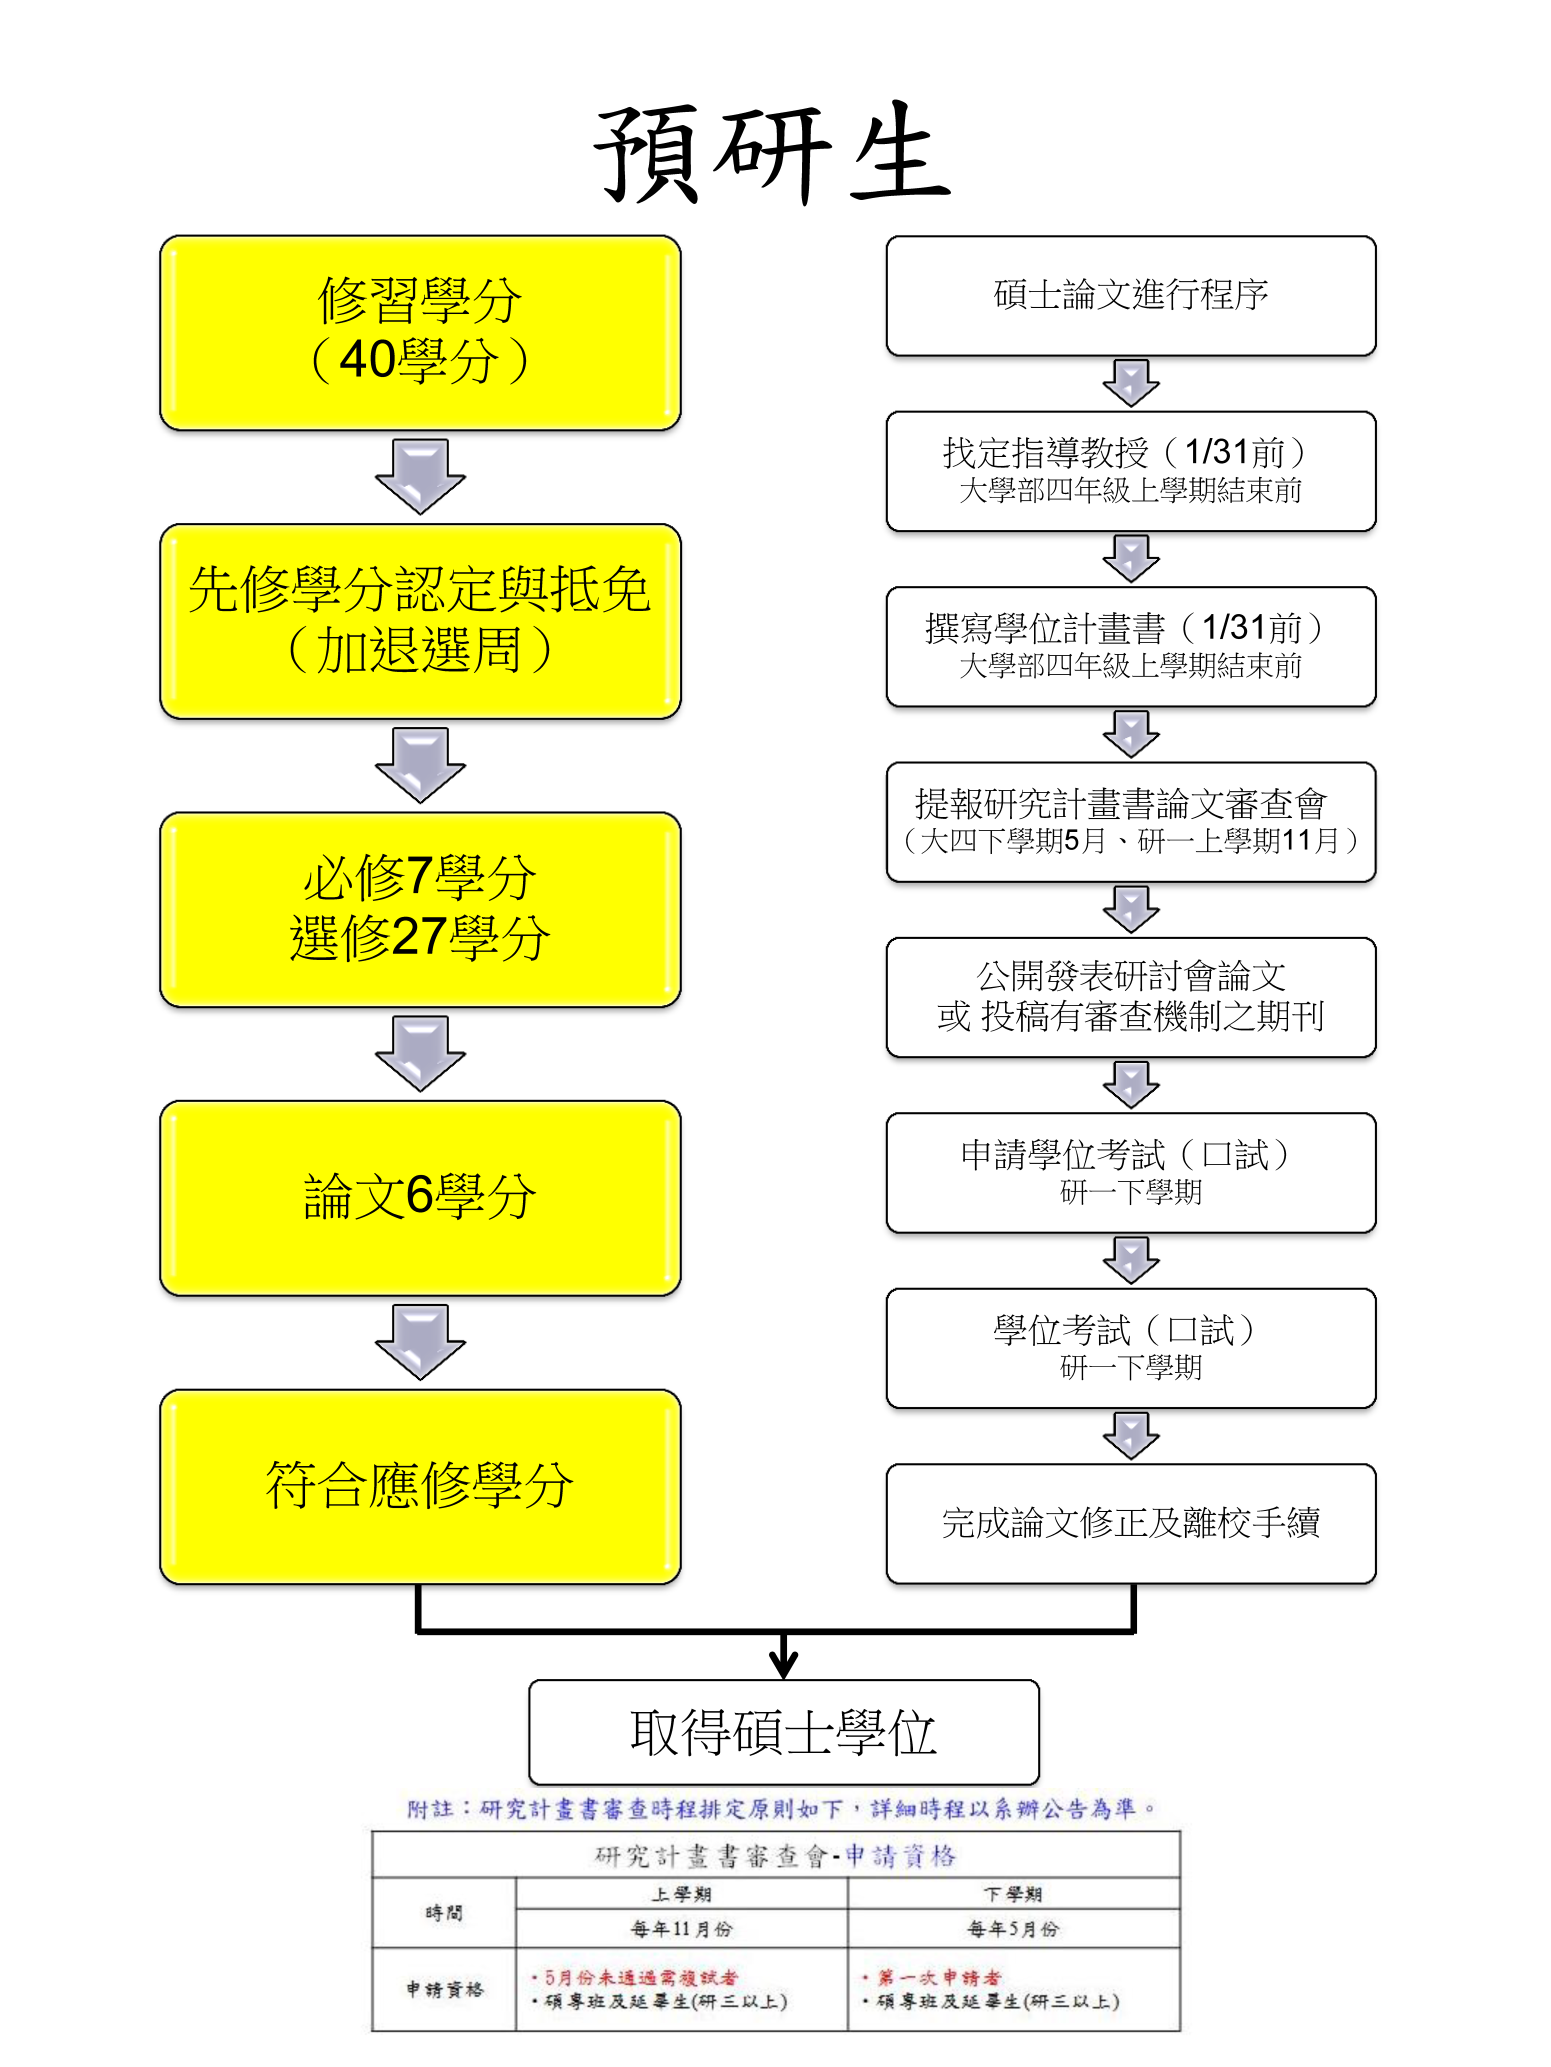 預研生
修習學分
（40學分）
先修學分認定與抵免
（加退選周）
必修7學分
選修27學分
論文6學分
符合應修學分
碩士論文進行程序
找定指導教授（1/31前）
大學部四年級上學期結束前
撰寫學位計畫書（1/31前）
大學部四年級上學期結束前
提報研究計畫書論文審查會
（大四下學期5月、研一上學期11月）
公開發表研討會論文
或 投稿有審查機制之期刊
申請學位考試（口試）
研一下學期
學位考試（口試）
研一下學期
完成論文修正及離校手續
取得碩士學位
附註：研究計畫書審查時程排定原則如下，詳細時程以系辦公告為準。
研究計畫書審查會-申請資格
時間
上學期
下學期
每年11月份
每年5月份
申請資格
・5月份未通過需複試者
・碩專班及延畢生(研三以上)
・第一次申請者
・碩專班及延畢生(研三以上)